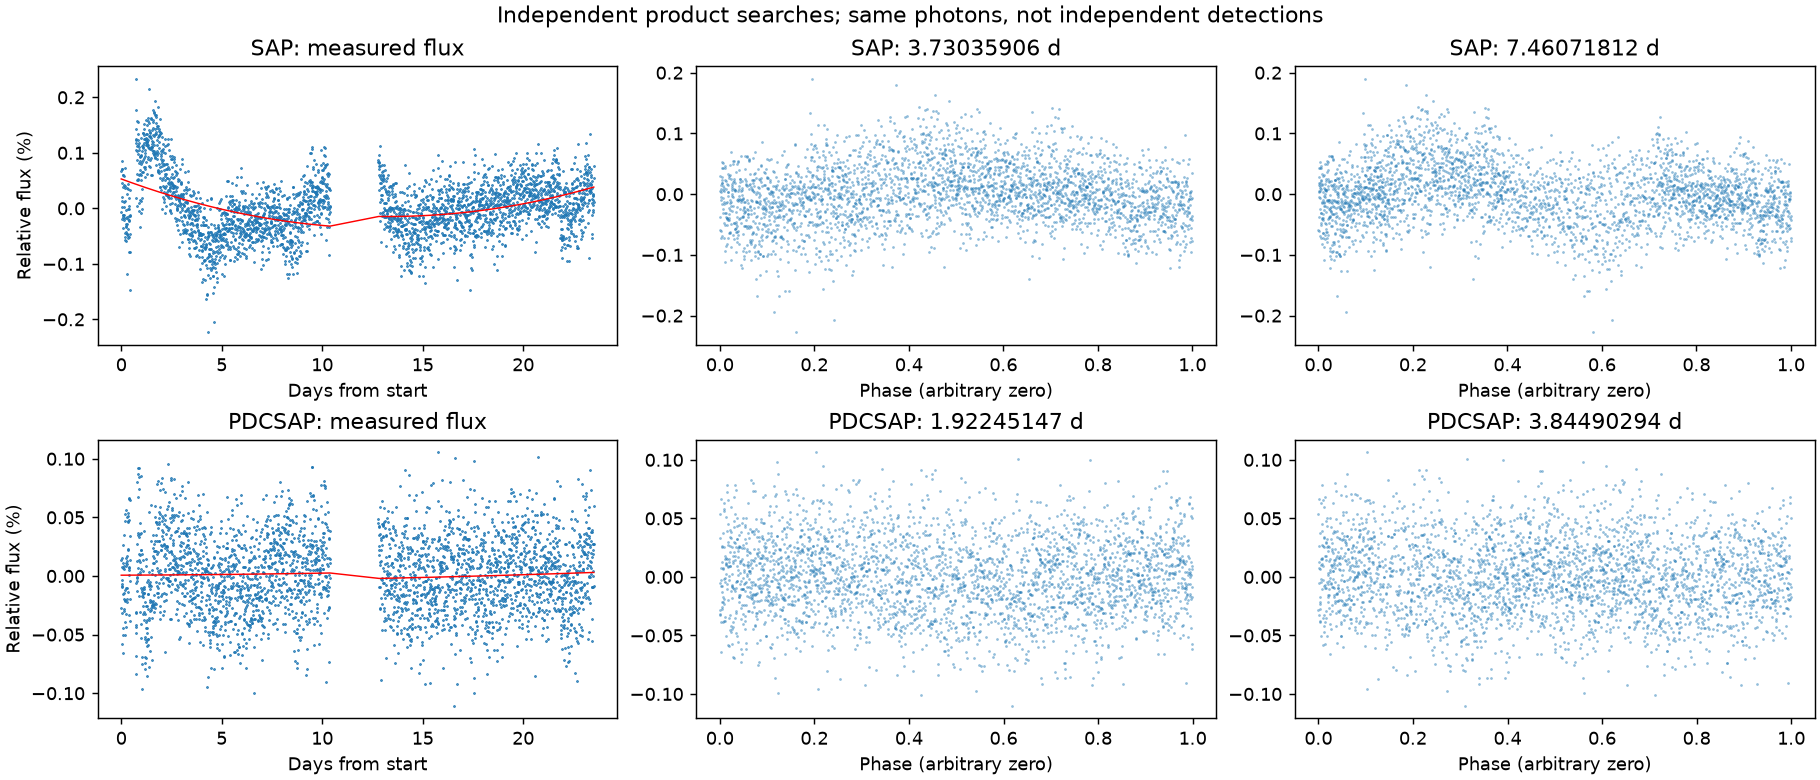 Independent product searches; same photons, not independent detections
SAP: measured flux
SAP: 3.73035906 d
SAP: 7.46071812 d
Relative flux (%)
0.2
0.1
0.0
−0.1
−0.2
0.2
0.1
0.0
−0.1
−0.2
0.2
0.1
0.0
−0.1
−0.2
0 5 10 15 20
0.0 0.2 0.4 0.6 0.8 1.0
0.0 0.2 0.4 0.6 0.8 1.0
Days from start
Phase (arbitrary zero)
Phase (arbitrary zero)
PDCSAP: measured flux
PDCSAP: 1.92245147 d
PDCSAP: 3.84490294 d
Relative flux (%)
0.10
0.05
0.00
−0.05
−0.10
0.10
0.05
0.00
−0.05
−0.10
0.10
0.05
0.00
−0.05
−0.10
0 5 10 15 20
0.0 0.2 0.4 0.6 0.8 1.0
0.0 0.2 0.4 0.6 0.8 1.0
Days from start
Phase (arbitrary zero)
Phase (arbitrary zero)